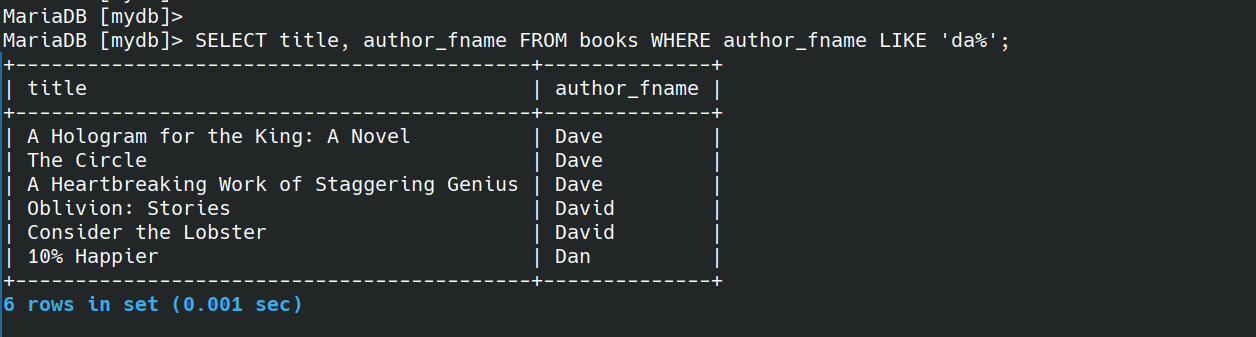 MariaDB [mydb]>
MariaDB [mydb]> SELECT title, author_fname FROM books WHERE author_fname LIKE 'da%';
+-------------------------------------------+--------------+
| title                                     | author_fname |
+-------------------------------------------+--------------+
| A Hologram for the King: A Novel          | Dave         |
| The Circle                                | Dave         |
| A Heartbreaking Work of Staggering Genius | Dave         |
| Oblivion: Stories                         | David        |
| Consider the Lobster                      | David        |
| 10% Happier                               | Dan          |
+-------------------------------------------+--------------+
6 rows in set (0.001 sec)